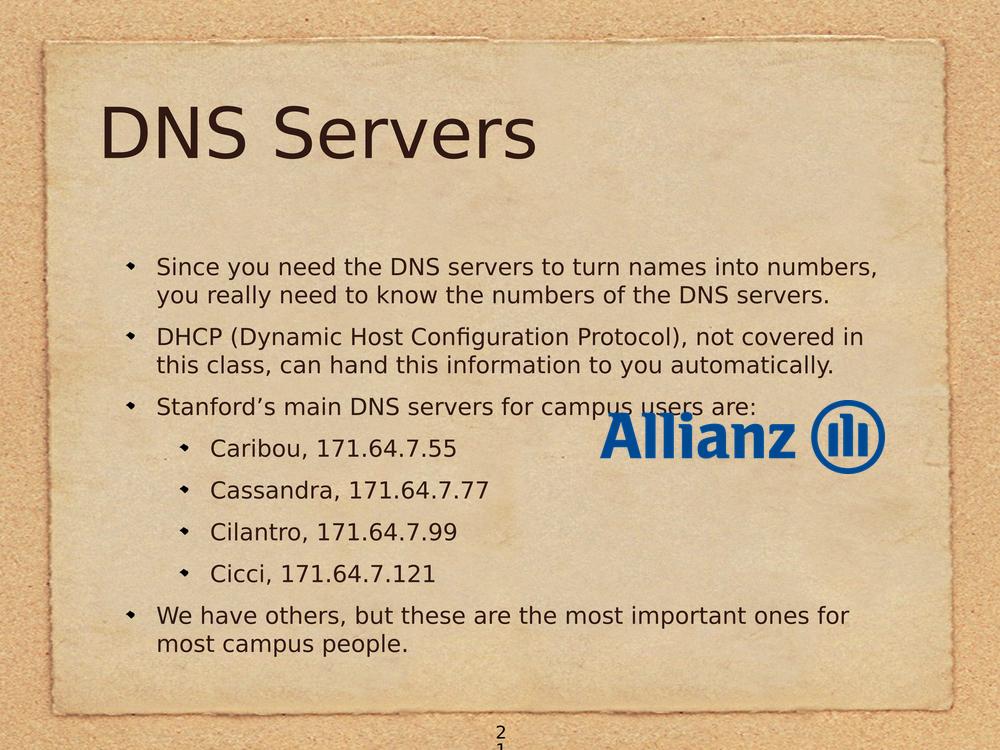 DNS Servers
Since you need the DNS servers to turn names into numbers,
you really need to know the numbers of the DNS servers.
DHCP (Dynamic Host Configuration Protocol), not covered in
this class, can hand this information to you automatically.
Stanford’s main DNS servers for campus users are:
Allianz
Caribou, 171.64.7.55
Cassandra, 171.64.7.77
Cilantro, 171.64.7.99
Cicci, 171.64.7.121
We have others, but these are the most important ones for
most campus people.
2
1